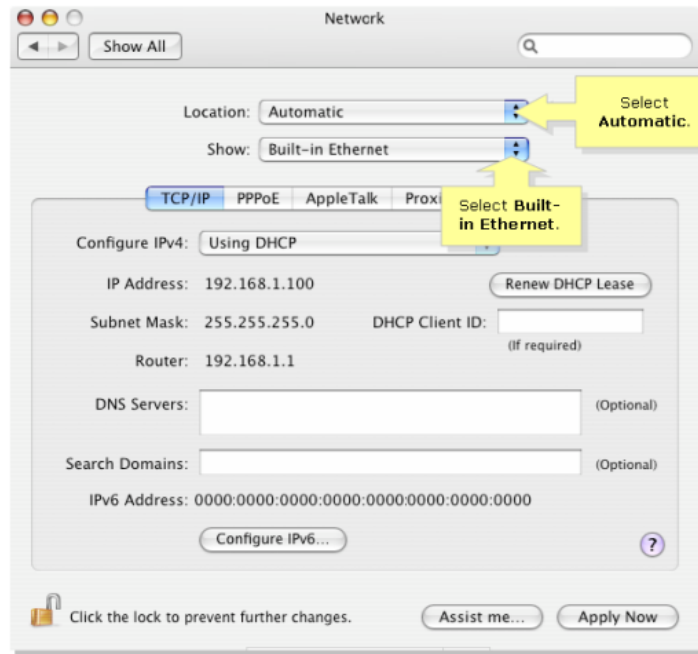 Network
Show All
Location: Automatic
Select
Automatic.
Show: Built-in Ethernet
TCP/IP PPPoE AppleTalk
Select Built-
in Ethernet.
Configure IPv4: Using DHCP
IP Address: 192.168.1.100 Renew DHCP Lease
Subnet Mask: 255.255.255.0 DHCP Client ID:
(If required)
Router: 192.168.1.1
DNS Servers: (Optional)
Search Domains: (Optional)
IPv6 Address: 0000:0000:0000:0000:0000:0000:0000:0000
Configure IPv6... ?
Click the lock to prevent further changes. Assist me... Apply Now